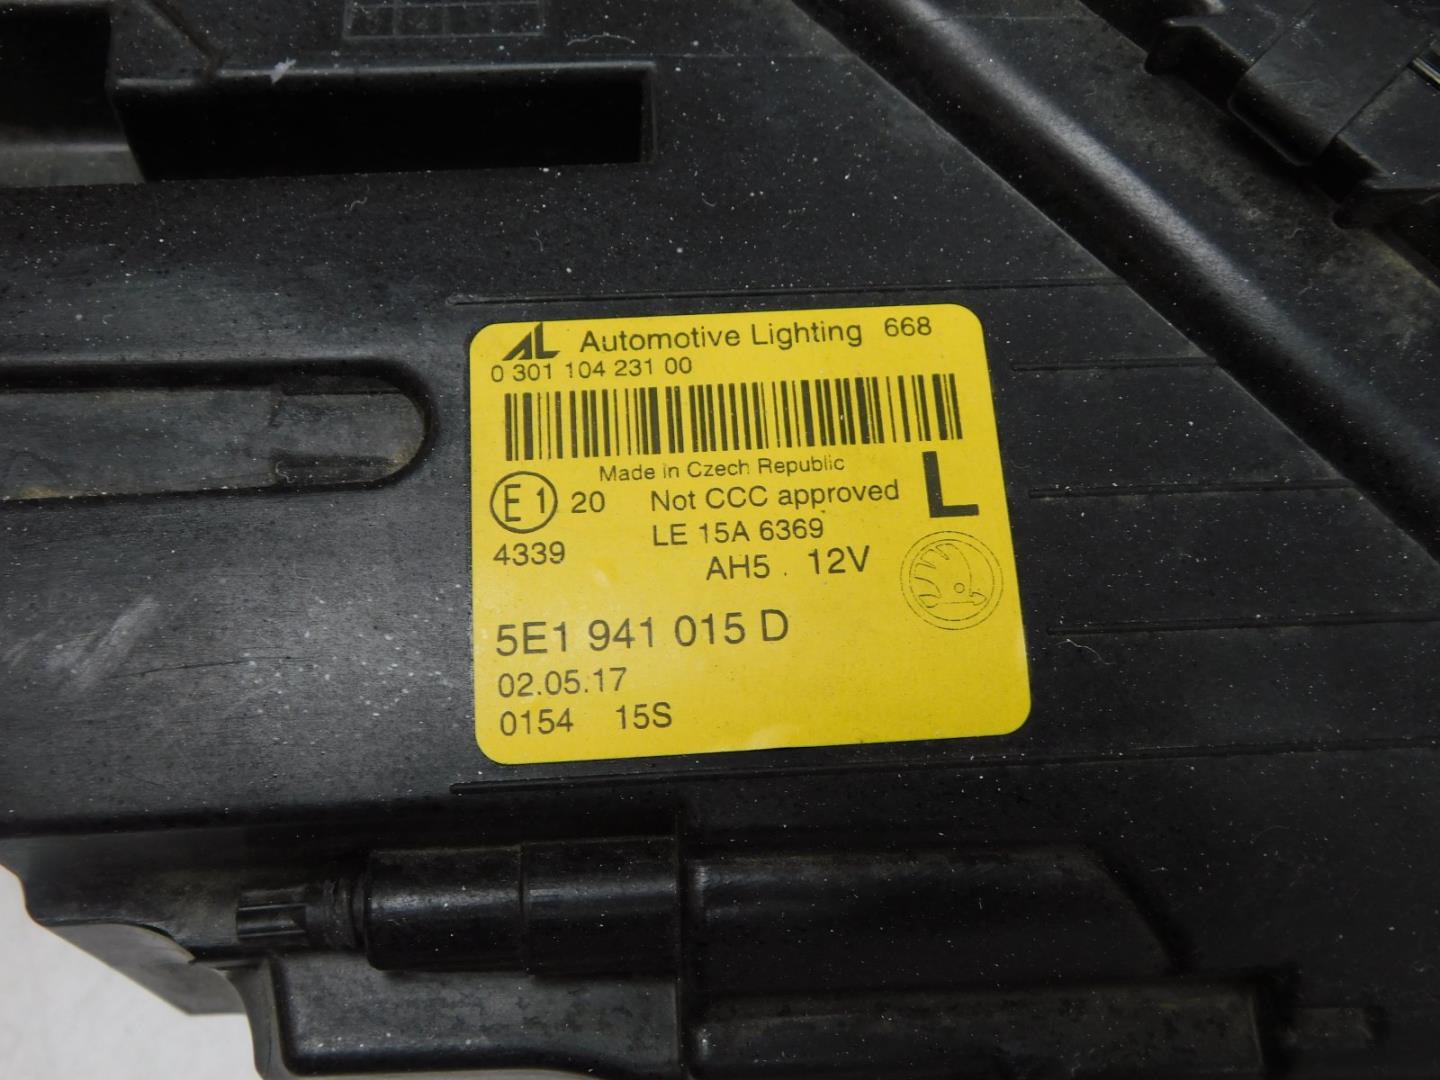 AL Automotive Lighting 668
0 301 104 231 00
Made in Czech Republic
E1 20 Not CCC approved L
4339 LE 15A 6369
AH5 . 12V
5E1 941 015 D
02.05.17
0154 15S